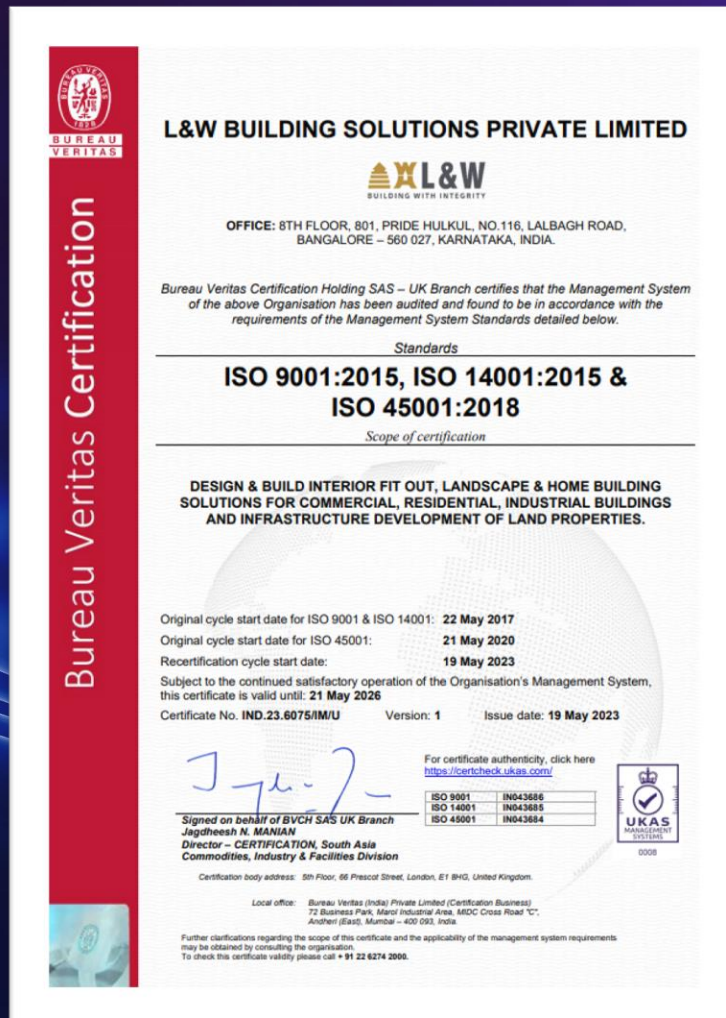 BUREAU
VERITAS
Bureau Veritas Certification
L&W BUILDING SOLUTIONS PRIVATE LIMITED
L&W
BUILDING WITH INTEGRITY
OFFICE: 8TH FLOOR, 801, PRIDE HULKUL, NO.116, LALBAGH ROAD,
BANGALORE – 560 027, KARNATAKA, INDIA.
Bureau Veritas Certification Holding SAS – UK Branch certifies that the Management System
of the above Organisation has been audited and found to be in accordance with the
requirements of the Management System Standards detailed below.
Standards
ISO 9001:2015, ISO 14001:2015 &
ISO 45001:2018
Scope of certification
DESIGN & BUILD INTERIOR FIT OUT, LANDSCAPE & HOME BUILDING
SOLUTIONS FOR COMMERCIAL, RESIDENTIAL, INDUSTRIAL BUILDINGS
AND INFRASTRUCTURE DEVELOPMENT OF LAND PROPERTIES.
Original cycle start date for ISO 9001 & ISO 14001: 22 May 2017
Original cycle start date for ISO 45001: 21 May 2020
Recertification cycle start date: 19 May 2023
Subject to the continued satisfactory operation of the Organisation's Management System,
this certificate is valid until: 21 May 2026
Certificate No. IND.23.6075/IM/U Version: 1 Issue date: 19 May 2023
For certificate authenticity, click here
https://certcheck.ukas.com/
ISO 9001 IN043686
ISO 14001 IN043685
ISO 45001 IN043684
UKAS
MANAGEMENT
SYSTEMS
0008
Signed on behalf of BVCH SAS UK Branch
Jagdheesh N. MANIAN
Director – CERTIFICATION, South Asia
Commodities, Industry & Facilities Division
Certification body address: 5th Floor, 66 Prescot Street, London, E1 8HG, United Kingdom.
Local office: Bureau Veritas (India) Private Limited (Certification Business)
72 Business Park, Marol Industrial Area, MIDC Cross Road "C",
Andheri (East), Mumbai – 400 093, India.
Further clarifications regarding the scope of this certificate and the applicability of the management system requirements
may be obtained by consulting the organisation.
To check this certificate validity please call + 91 22 6274 2000.